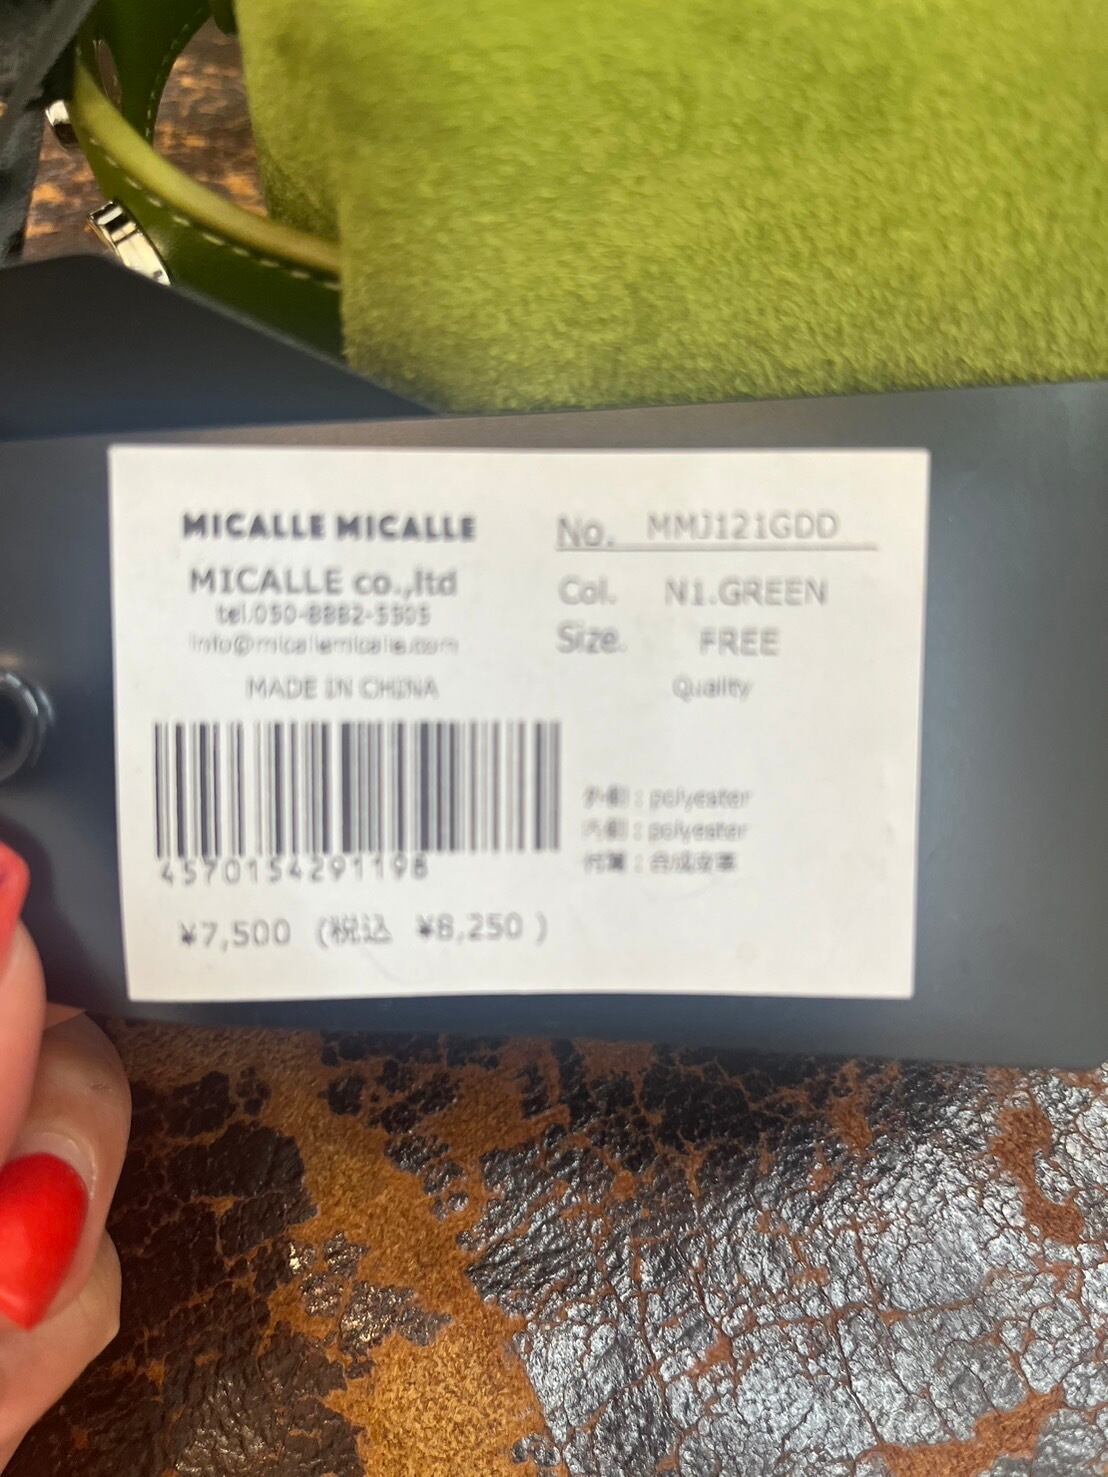 MICALLE MICALLE
MICALLE co.,ltd
tel.050-8882-5305
info@micallemicalle.com
MADE IN CHINA
4570154291198
¥7,500 (税込 ¥8,250 )
No. MMJ121GDD
Col. N1.GREEN
Size. FREE
Quality
外側：polyester
内側：polyester
付属：合成皮革